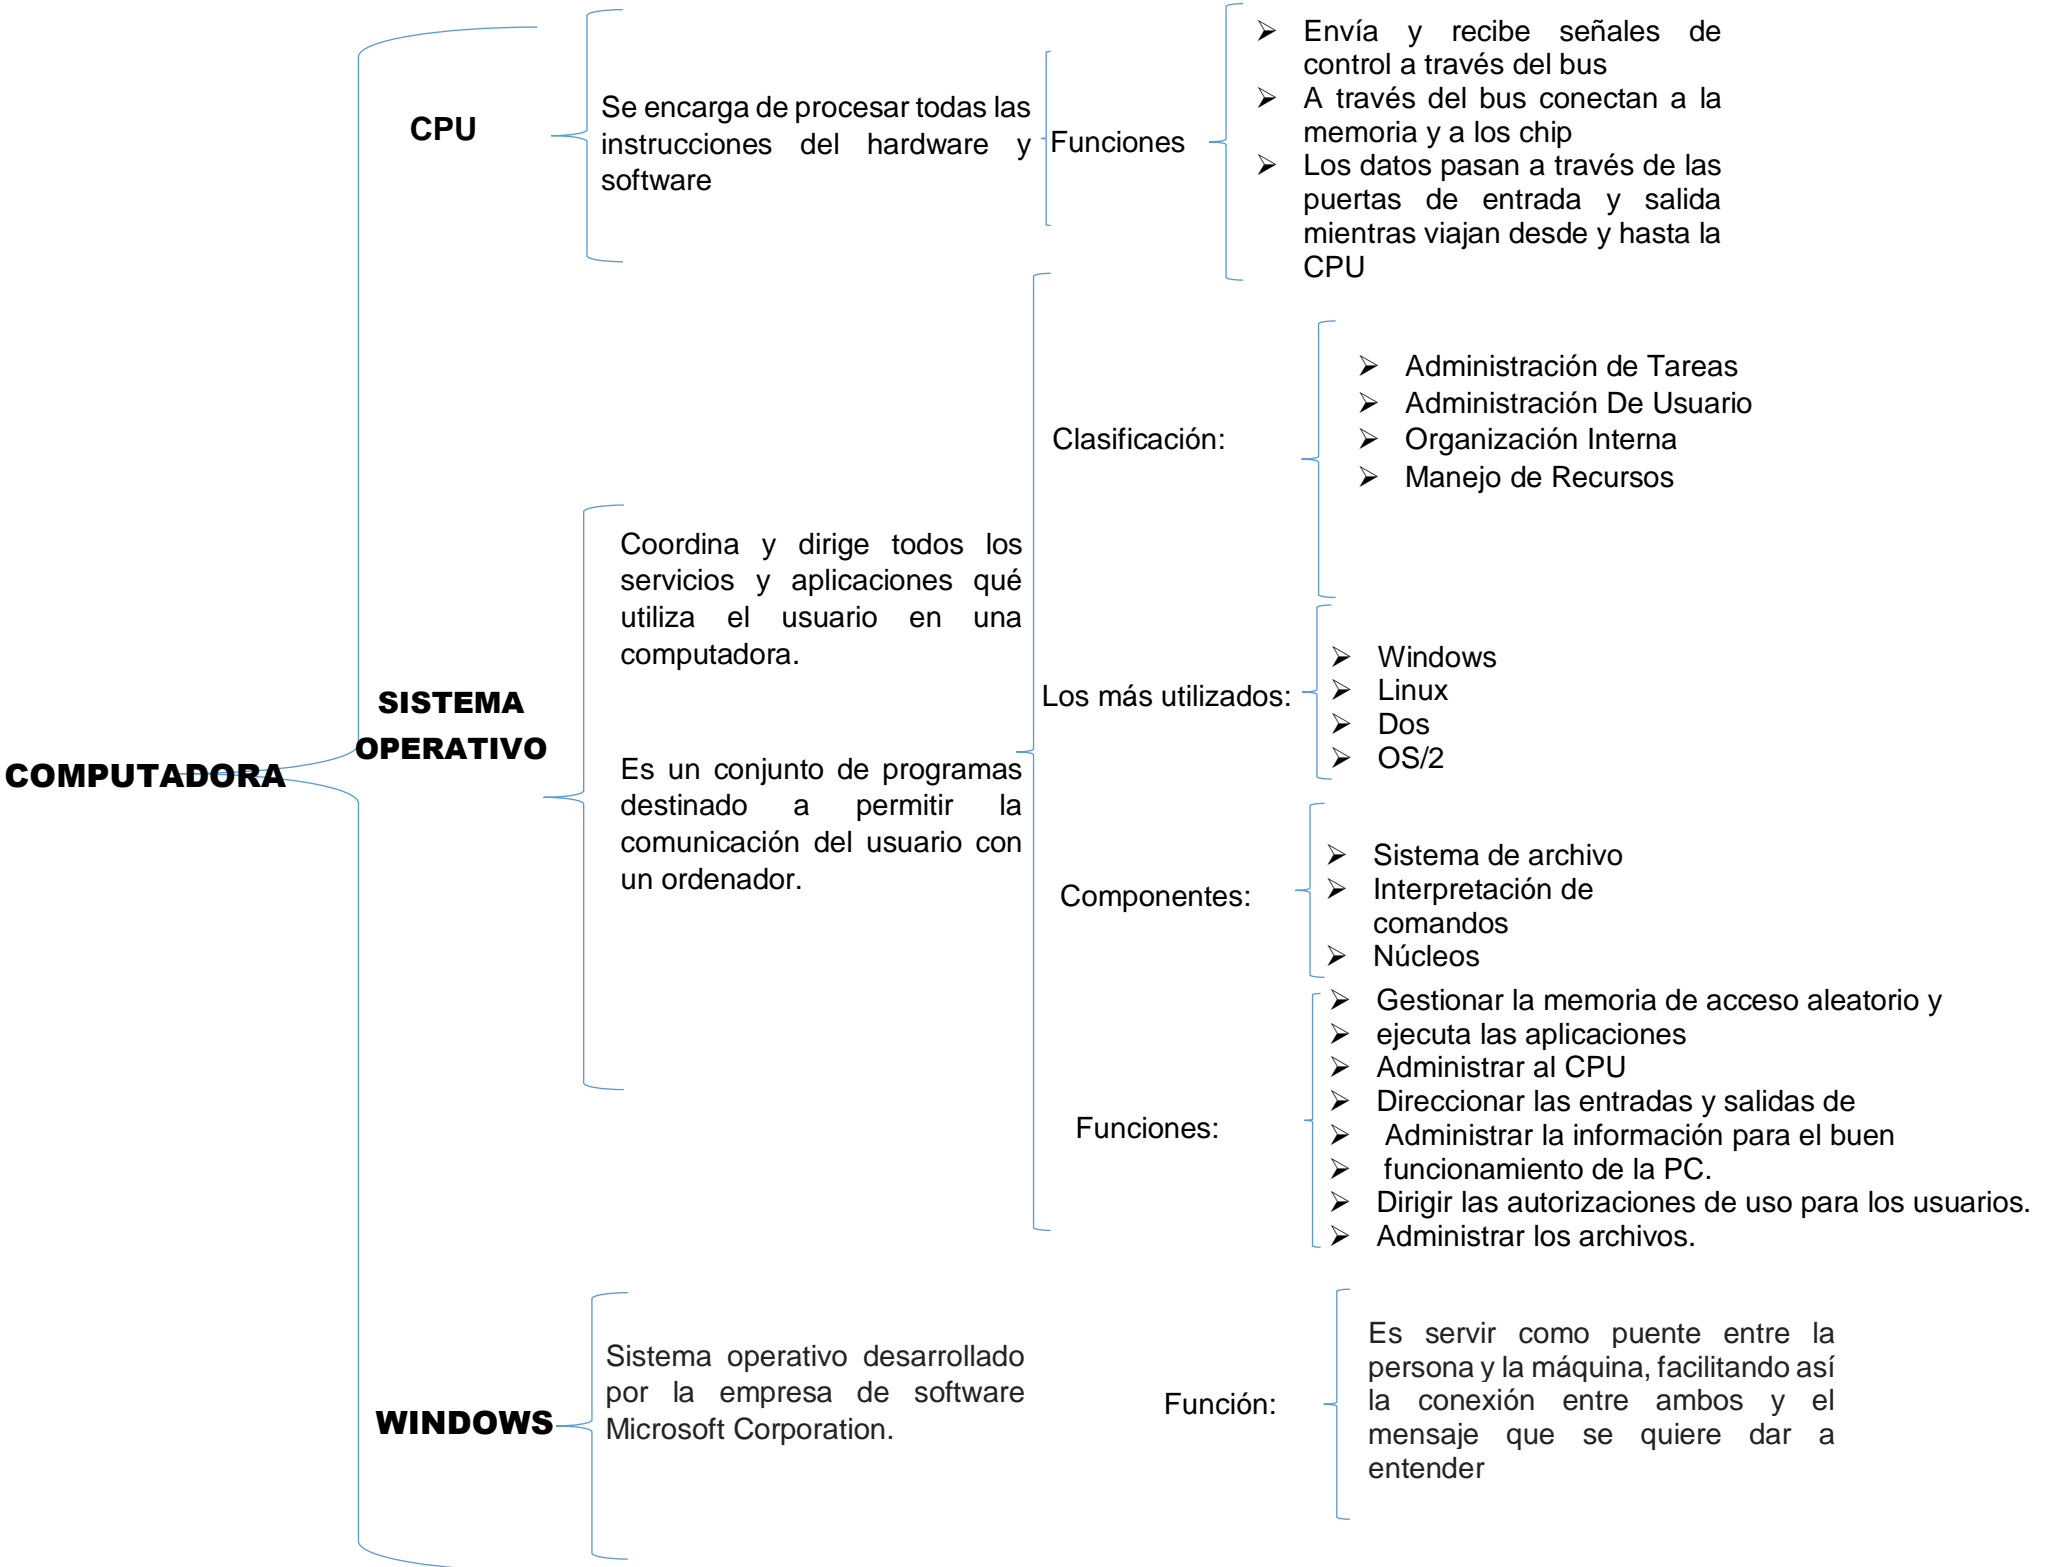 COMPUTADORA
CPU
Se encarga de procesar todas las
instrucciones del hardware y
software
Funciones
➢ Envía y recibe señales de
control a través del bus
➢ A través del bus conectan a la
memoria y a los chip
➢ Los datos pasan a través de las
puertas de entrada y salida
mientras viajan desde y hasta la
CPU
SISTEMA
OPERATIVO
Coordina y dirige todos los
servicios y aplicaciones qué
utiliza el usuario en una
computadora.
Es un conjunto de programas
destinado a permitir la
comunicación del usuario con
un ordenador.
Clasificación:
➢ Administración de Tareas
➢ Administración De Usuario
➢ Organización Interna
➢ Manejo de Recursos
Los más utilizados:
➢ Windows
➢ Linux
➢ Dos
➢ OS/2
Componentes:
➢ Sistema de archivo
➢ Interpretación de
comandos
➢ Núcleos
Funciones:
➢ Gestionar la memoria de acceso aleatorio y
➢ ejecuta las aplicaciones
➢ Administrar al CPU
➢ Direccionar las entradas y salidas de
➢ Administrar la información para el buen
➢ funcionamiento de la PC.
➢ Dirigir las autorizaciones de uso para los usuarios.
➢ Administrar los archivos.
WINDOWS
Sistema operativo desarrollado
por la empresa de software
Microsoft Corporation.
Función:
Es servir como puente entre la
persona y la máquina, facilitando así
la conexión entre ambos y el
mensaje que se quiere dar a
entender